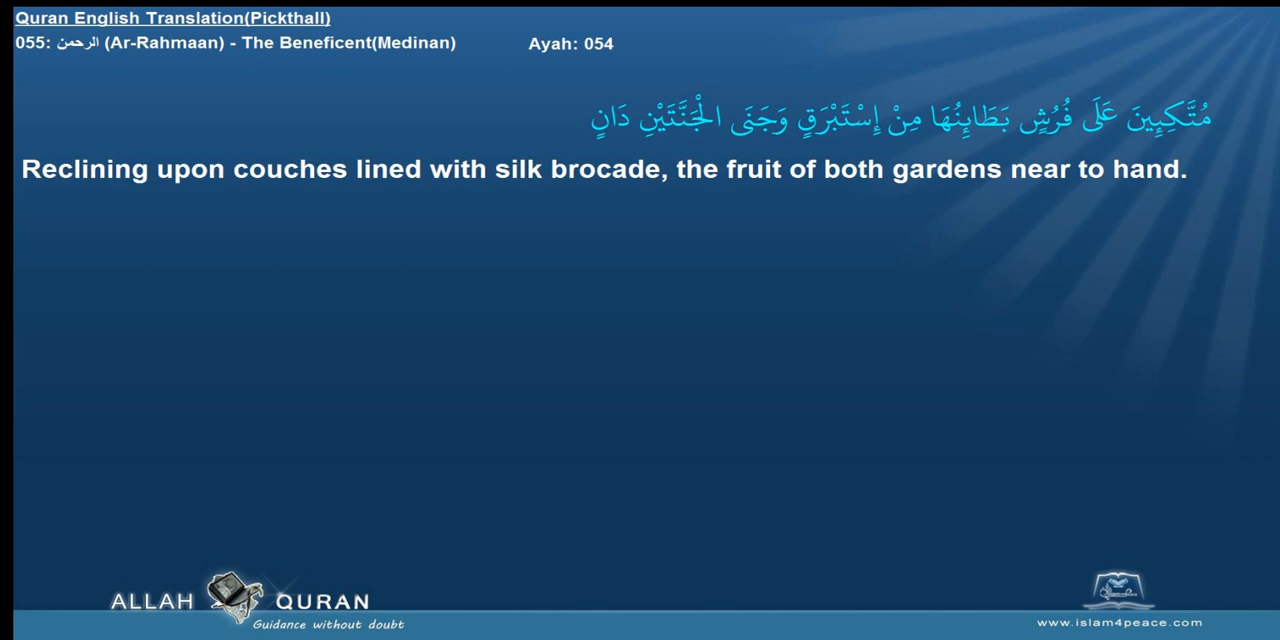 Quran English Translation(Pickthall)
055: الرحمن (Ar-Rahmaan) - The Beneficent(Medinan) Ayah: 054
مُتَّكِئِينَ عَلَى فُرُشٍ بَطَائِنُهَا مِنْ إِسْتَبْرَقٍ وَجَنَى الْجَنَّتَيْنِ دَانٍ
Reclining upon couches lined with silk brocade, the fruit of both gardens near to hand.
ALLAH QURAN
Guidance without doubt
www.islam4peace.com